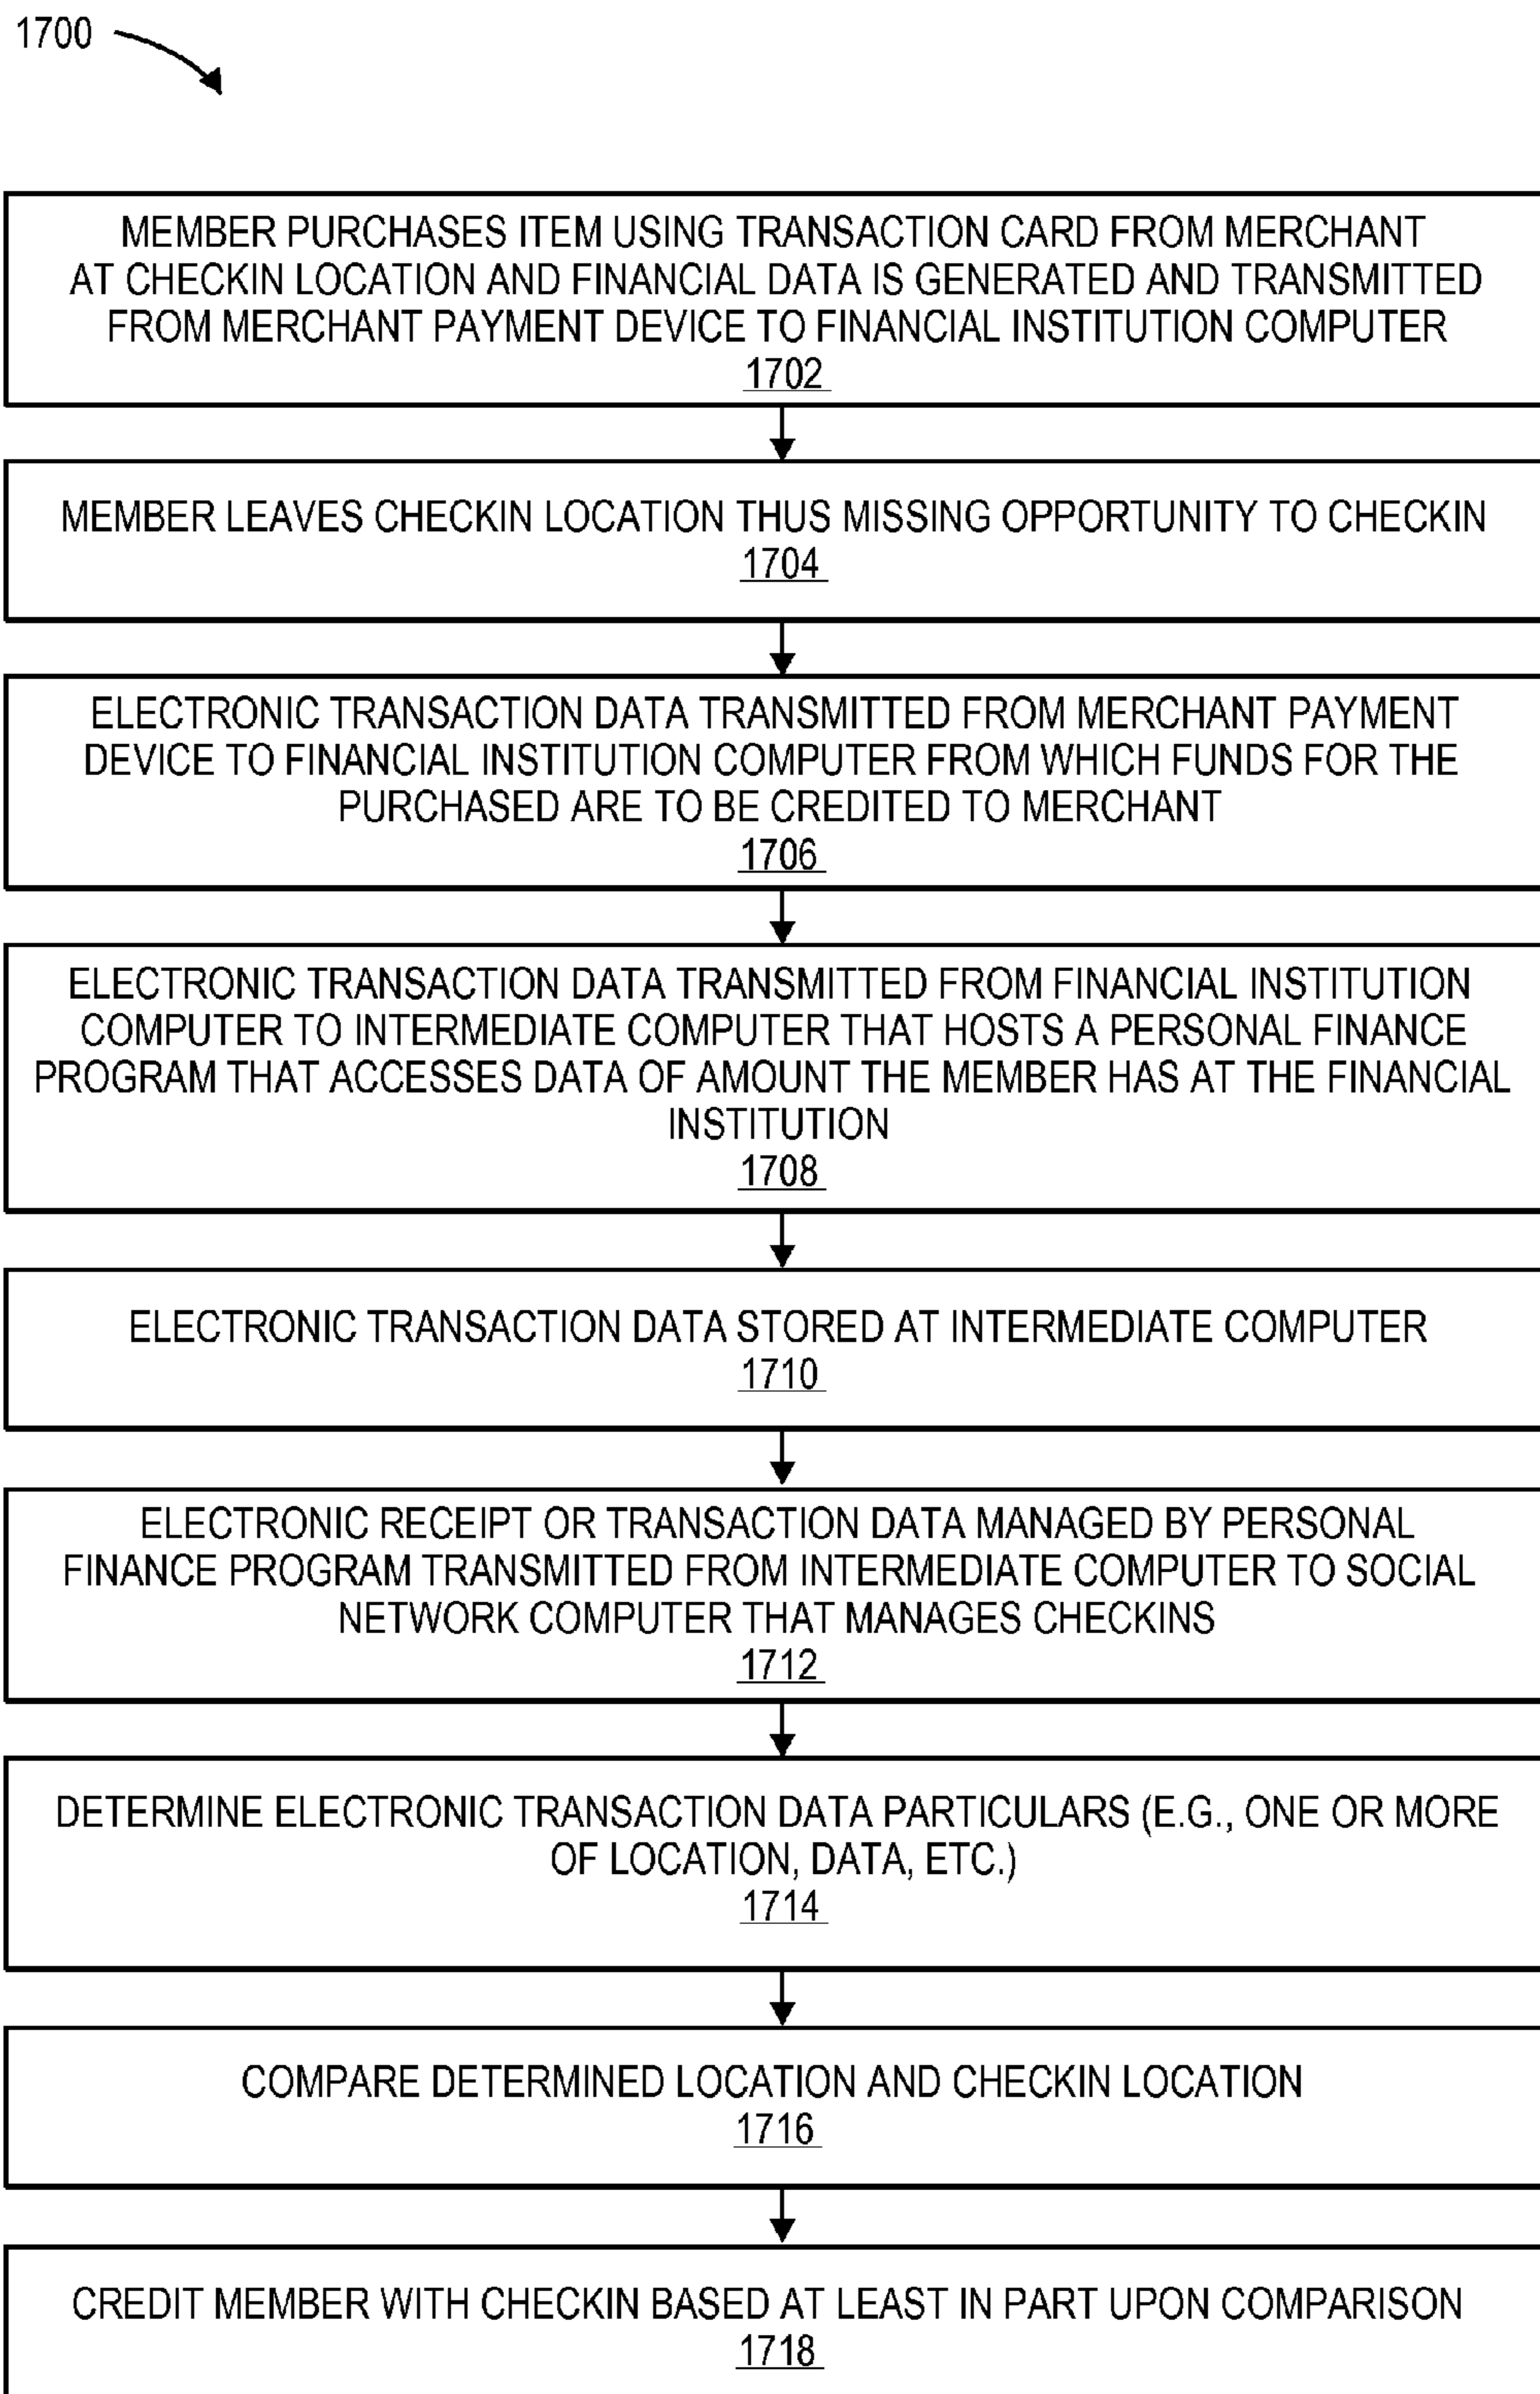 1700
MEMBER PURCHASES ITEM USING TRANSACTION CARD FROM MERCHANT
AT CHECKIN LOCATION AND FINANCIAL DATA IS GENERATED AND TRANSMITTED
FROM MERCHANT PAYMENT DEVICE TO FINANCIAL INSTITUTION COMPUTER
1702
MEMBER LEAVES CHECKIN LOCATION THUS MISSING OPPORTUNITY TO CHECKIN
1704
ELECTRONIC TRANSACTION DATA TRANSMITTED FROM MERCHANT PAYMENT
DEVICE TO FINANCIAL INSTITUTION COMPUTER FROM WHICH FUNDS FOR THE
PURCHASED ARE TO BE CREDITED TO MERCHANT
1706
ELECTRONIC TRANSACTION DATA TRANSMITTED FROM FINANCIAL INSTITUTION
COMPUTER TO INTERMEDIATE COMPUTER THAT HOSTS A PERSONAL FINANCE
PROGRAM THAT ACCESSES DATA OF AMOUNT THE MEMBER HAS AT THE FINANCIAL
INSTITUTION
1708
ELECTRONIC TRANSACTION DATA STORED AT INTERMEDIATE COMPUTER
1710
ELECTRONIC RECEIPT OR TRANSACTION DATA MANAGED BY PERSONAL
FINANCE PROGRAM TRANSMITTED FROM INTERMEDIATE COMPUTER TO SOCIAL
NETWORK COMPUTER THAT MANAGES CHECKINS
1712
DETERMINE ELECTRONIC TRANSACTION DATA PARTICULARS (E.G., ONE OR MORE
OF LOCATION, DATA, ETC.)
1714
COMPARE DETERMINED LOCATION AND CHECKIN LOCATION
1716
CREDIT MEMBER WITH CHECKIN BASED AT LEAST IN PART UPON COMPARISON
1718